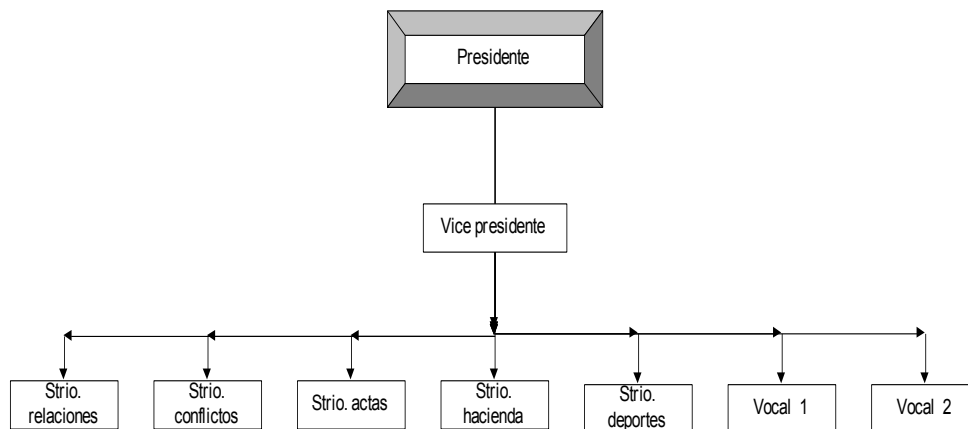 Presidente
Vice presidente
Strio.
relaciones
Strio.
conflictos
Strio. actas
Strio.
hacienda
Strio.
deportes
Vocal 1
Vocal 2